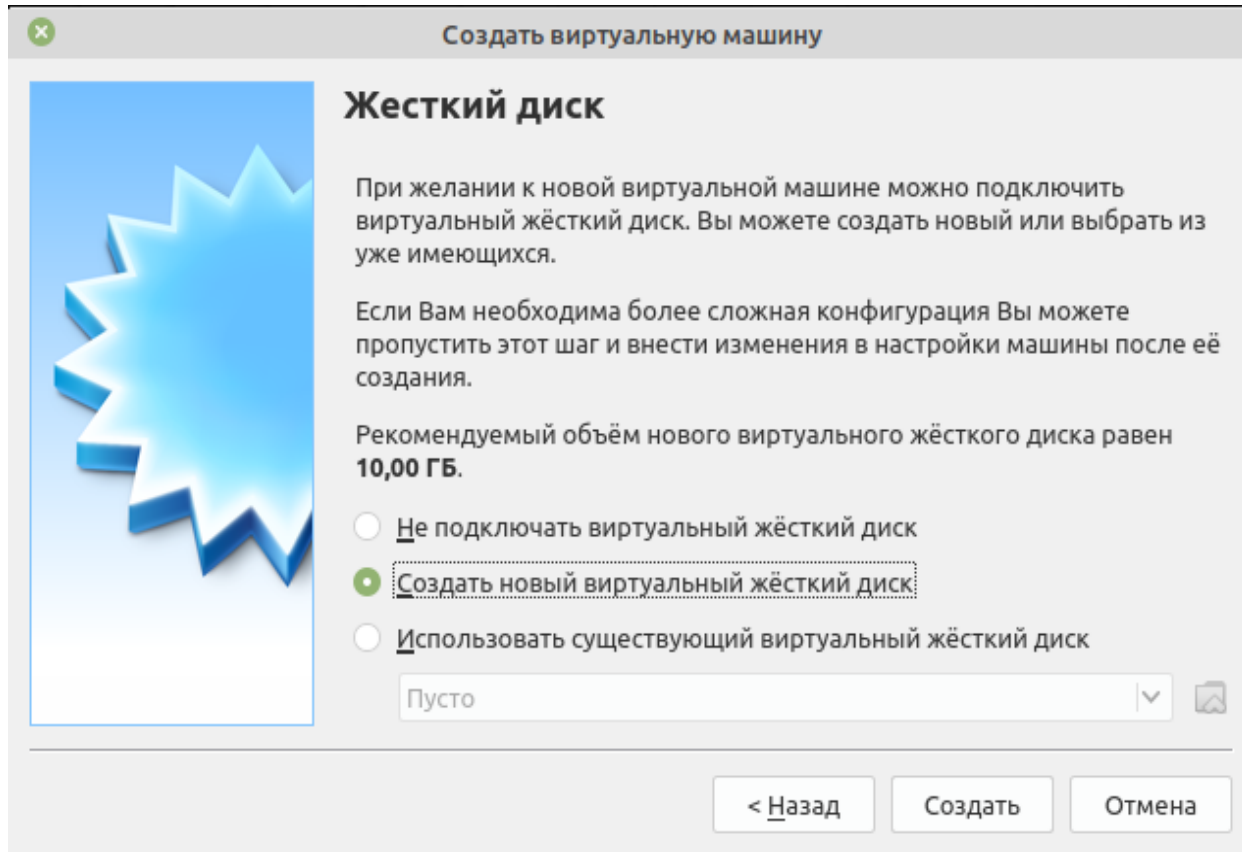 Создать виртуальную машину
Жесткий диск
При желании к новой виртуальной машине можно подключить
виртуальный жёсткий диск. Вы можете создать новый или выбрать из
уже имеющихся.
Если Вам необходима более сложная конфигурация Вы можете
пропустить этот шаг и внести изменения в настройки машины после её
создания.
Рекомендуемый объём нового виртуального жёсткого диска равен
10,00 ГБ.
Не подключать виртуальный жёсткий диск
Создать новый виртуальный жёсткий диск
Использовать существующий виртуальный жёсткий диск
Пусто
< Назад
Создать
Отмена